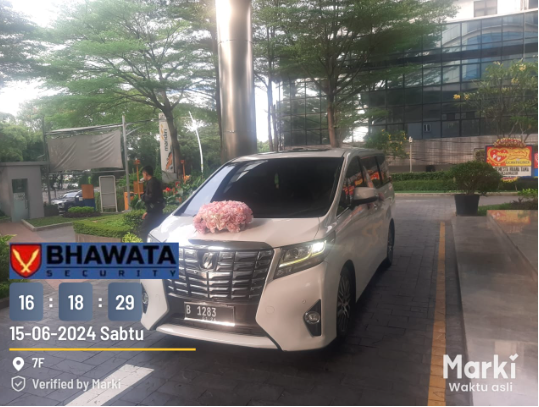 BHAWATA
SECURITY
16 : 18 : 29
15-06-2024 Sabtu
7F
Verified by Marki
B 1283
Marki
Waktu asli